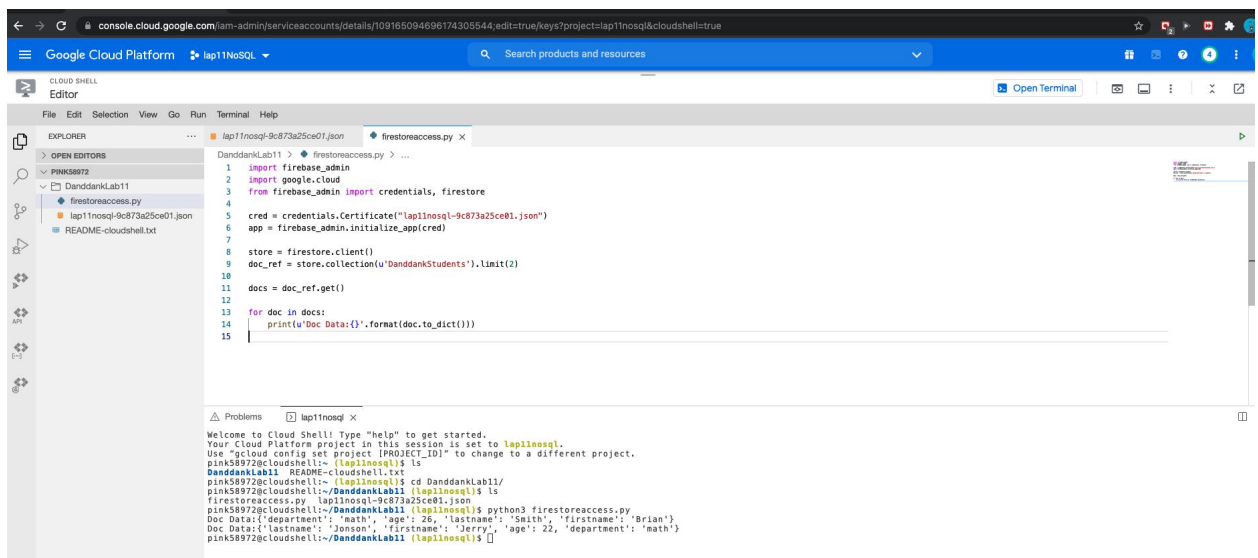 console.cloud.google.com/iam-admin/serviceaccounts/details/109165094696174305544;edit=true/keys?project=lap11nosql&cloudshell=true
Google Cloud Platform lap11NoSQL Search products and resources 4
CLOUD SHELL
Editor Open Terminal
File Edit Selection View Go Run Terminal Help
EXPLORER ... lap11nosql-9c873a25ce01.json firestoreaccess.py ×
> OPEN EDITORS
PINK58972
DanddankLab11
firestoreaccess.py
lap11nosql-9c873a25ce01.json
README-cloudshell.txt
API
DanddankLab11 > firestoreaccess.py > ...
1 import firebase_admin
2 import google.cloud
3 from firebase_admin import credentials, firestore
4
5 cred = credentials.Certificate("lap11nosql-9c873a25ce01.json")
6 app = firebase_admin.initialize_app(cred)
7
8 store = firestore.client()
9 doc_ref = store.collection(u'DanddankStudents').limit(2)
10
11 docs = doc_ref.get()
12
13 for doc in docs:
14 print(u'Doc Data:{}'.format(doc.to_dict()))
15
Problems lap11nosql ×
Welcome to Cloud Shell! Type "help" to get started.
Your Cloud Platform project in this session is set to lap11nosql.
Use "gcloud config set project [PROJECT_ID]" to change to a different project.
pink58972@cloudshell:~ (lap11nosql)$ ls
DanddankLab11 README-cloudshell.txt
pink58972@cloudshell:~ (lap11nosql)$ cd DanddankLab11/
pink58972@cloudshell:~/DanddankLab11 (lap11nosql)$ ls
firestoreaccess.py lap11nosql-9c873a25ce01.json
pink58972@cloudshell:~/DanddankLab11 (lap11nosql)$ python3 firestoreaccess.py
Doc Data:{'department': 'math', 'age': 26, 'lastname': 'Smith', 'firstname': 'Brian'}
Doc Data:{'lastname': 'Jonson', 'firstname': 'Jerry', 'age': 22, 'department': 'math'}
pink58972@cloudshell:~/DanddankLab11 (lap11nosql)$